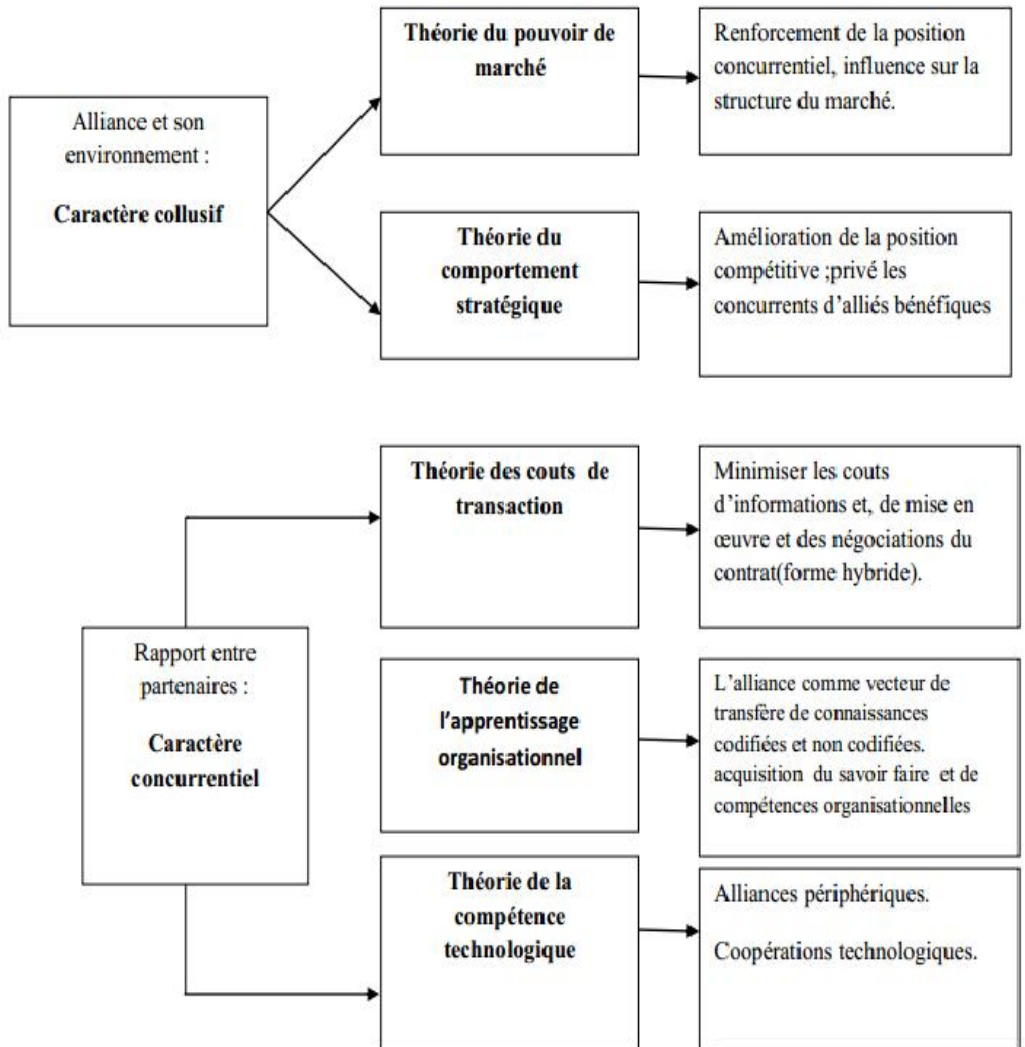 Alliance et son
environnement :
Caractère collusif
Théorie du pouvoir de
marché
Renforcement de la position
concurrentiel, influence sur la
structure du marché.
Théorie du
comportement
stratégique
Amélioration de la position
compétitive ;privé les
concurrents d’alliés bénéfiques
Rapport entre
partenaires :
Caractère
concurrentiel
Théorie des couts de
transaction
Minimiser les couts
d’informations et, de mise en
œuvre et des négociations du
contrat(forme hybride).
Théorie de
l’apprentissage
organisationnel
L’alliance comme vecteur de
transfère de connaissances
codifiées et non codifiées.
acquisition du savoir faire et de
compétences organisationnelles
Théorie de la
compétence
technologique
Alliances périphériques.
Coopérations technologiques.